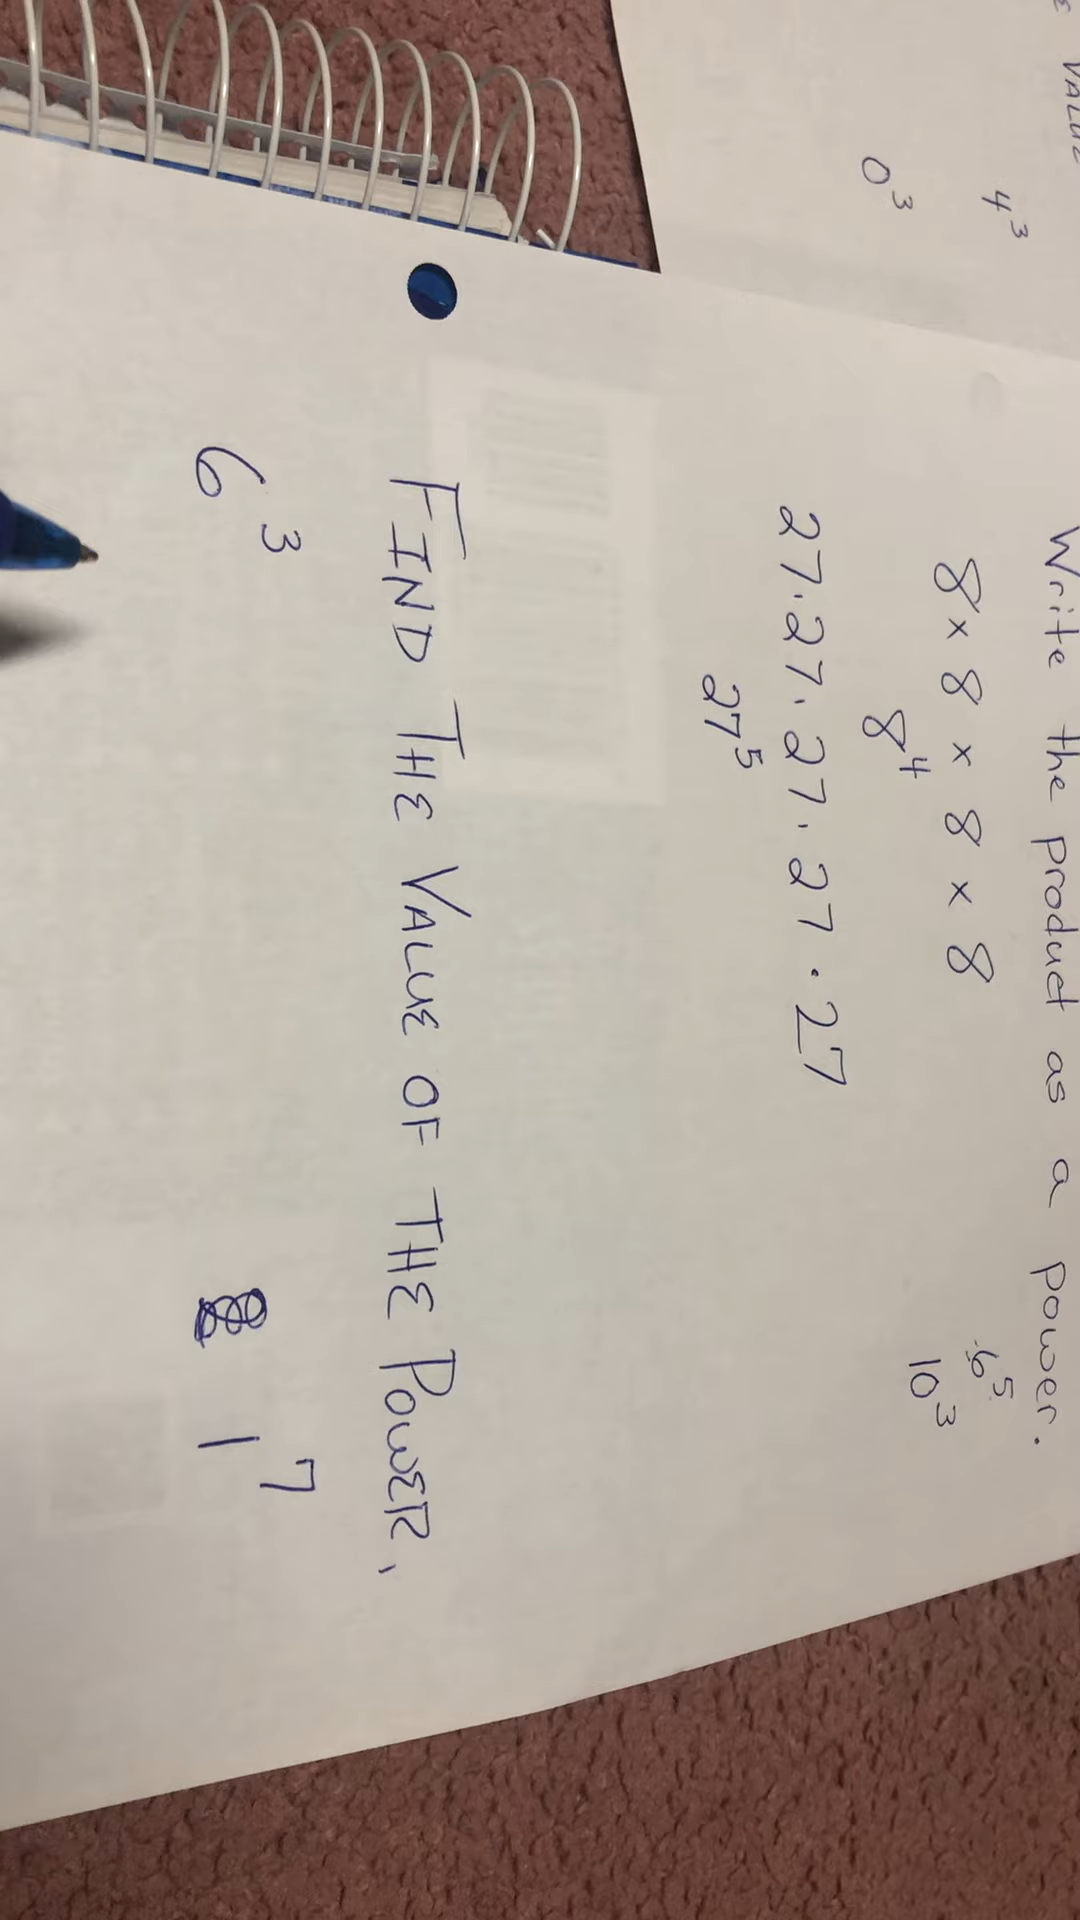 VALUE
4³
0³
Write the product as a power.
8 x 8 x 8 x 8
8⁴
6⁵
10³
27·27·27·27·27
27⁵
FIND THE VALUE OF THE POWER.
6³ 1⁷